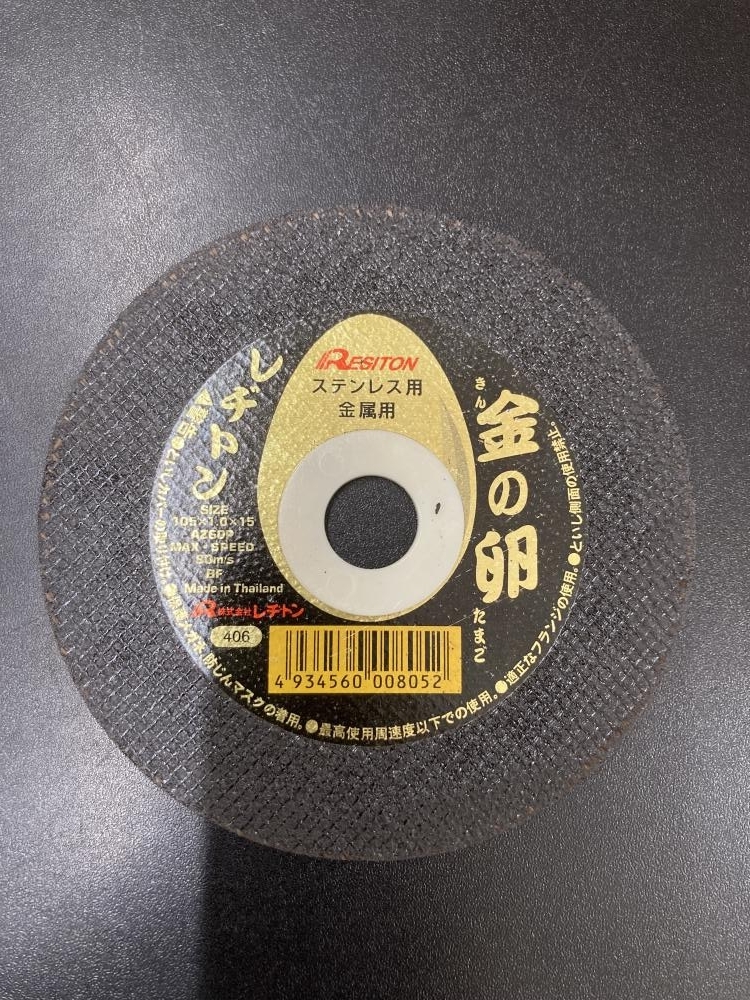 RESITON
ステンレス用
金属用
レヂトン
金の卵
きん
たまご
SIZE
105×1.0×15
AZ60P
MAX・SPEED
80m/s
BF
Made in Thailand
R株式会社レヂトン
406
4 934560 008052
防じんマスクの着用。●最高使用周速度以下での使用。●適正なフランジの使用。●といし側面の使用禁止。